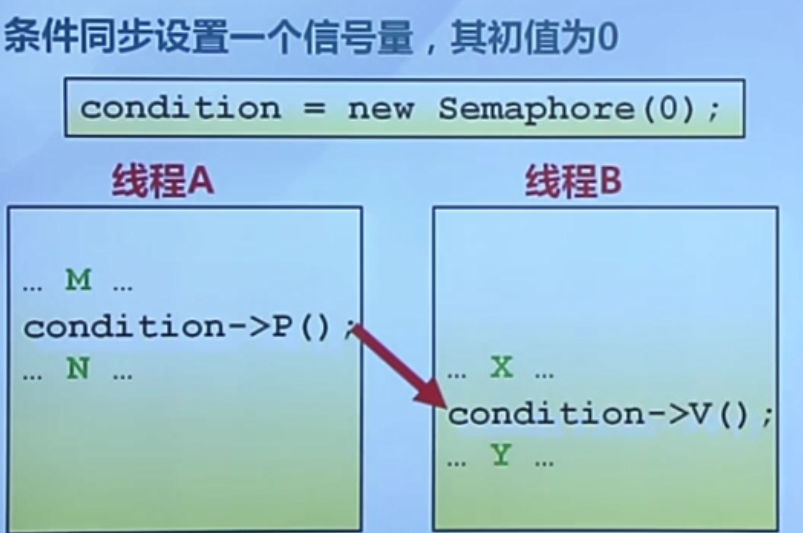 条件同步设置一个信号量，其初值为0
condition = new Semaphore(0);
线程A
… M …
condition->P();
… N …
线程B
… X …
condition->V();
… Y …